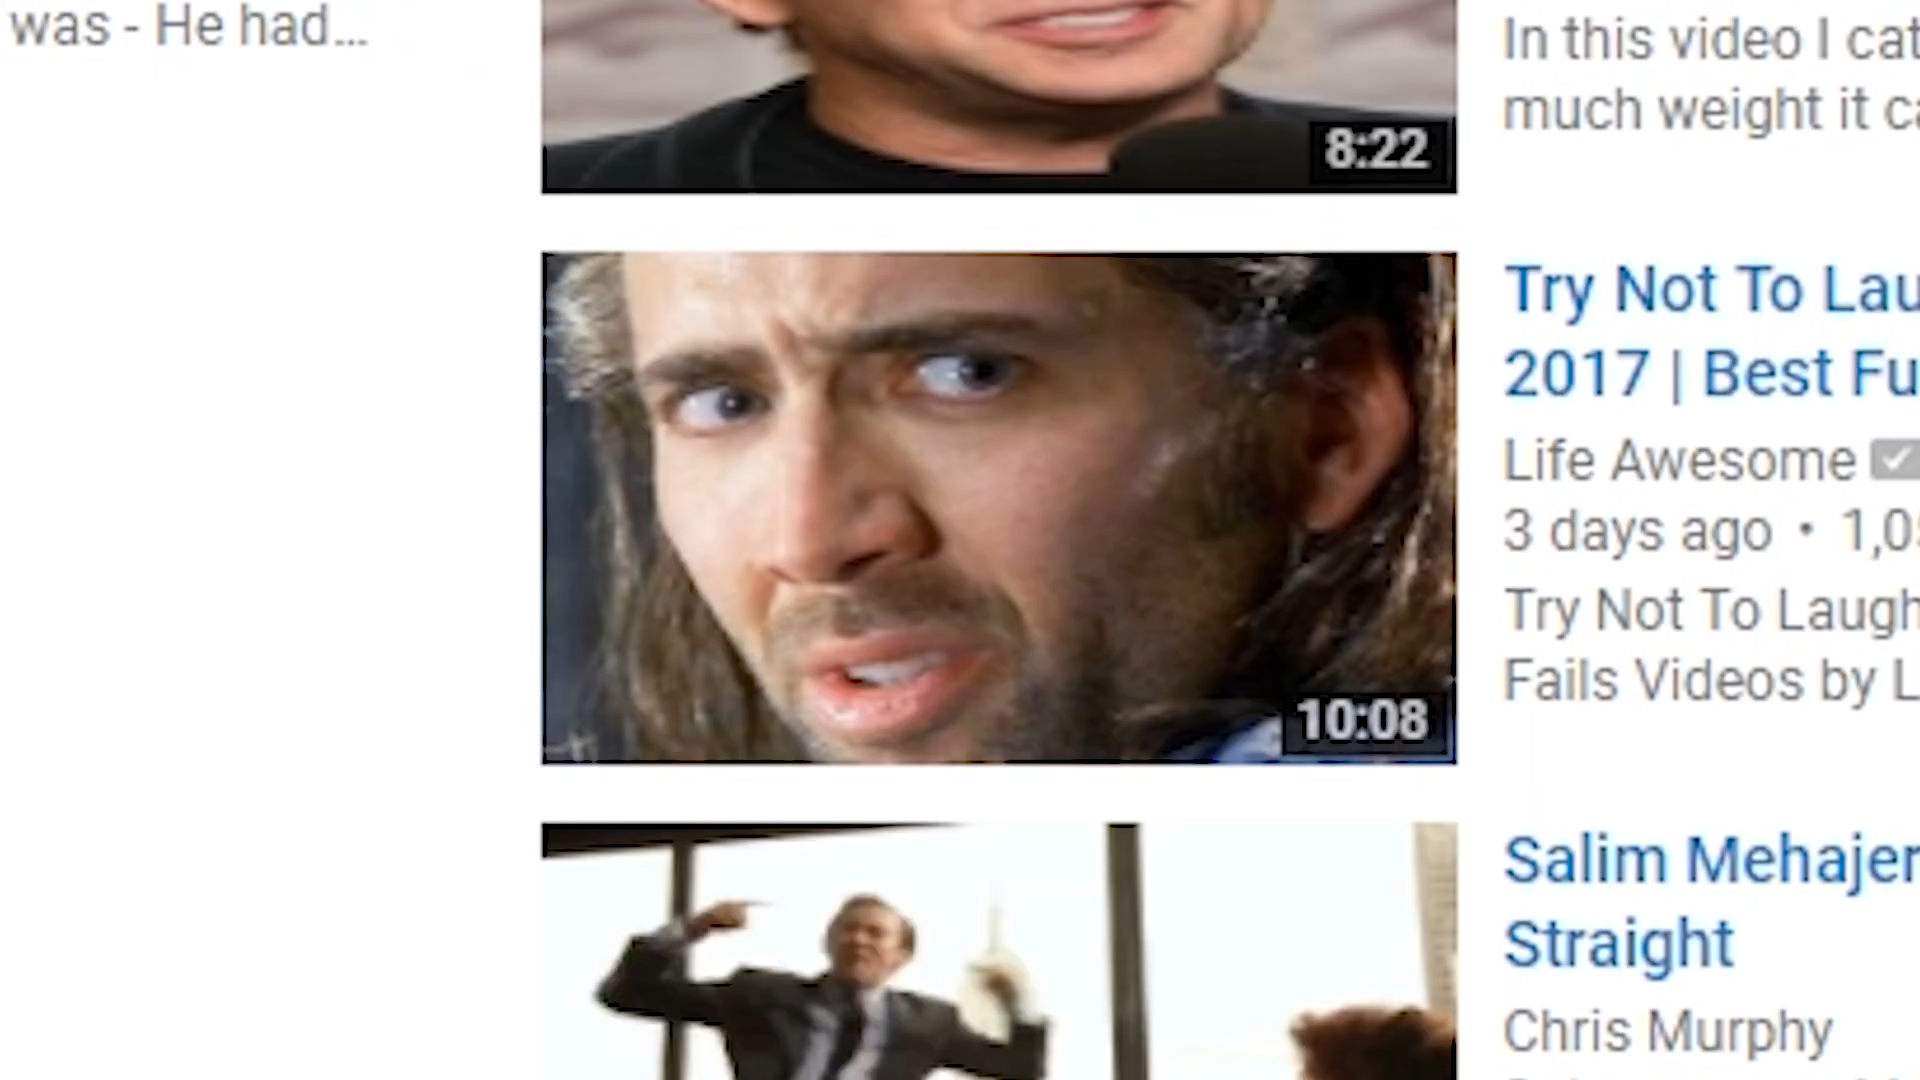 was - He had...
In this video I cat
much weight it ca
8:22
Try Not To Lau
2017 | Best Fu
Life Awesome
3 days ago • 1,05
Try Not To Laugh
Fails Videos by L
10:08
Salim Mehajer
Straight
Chris Murphy